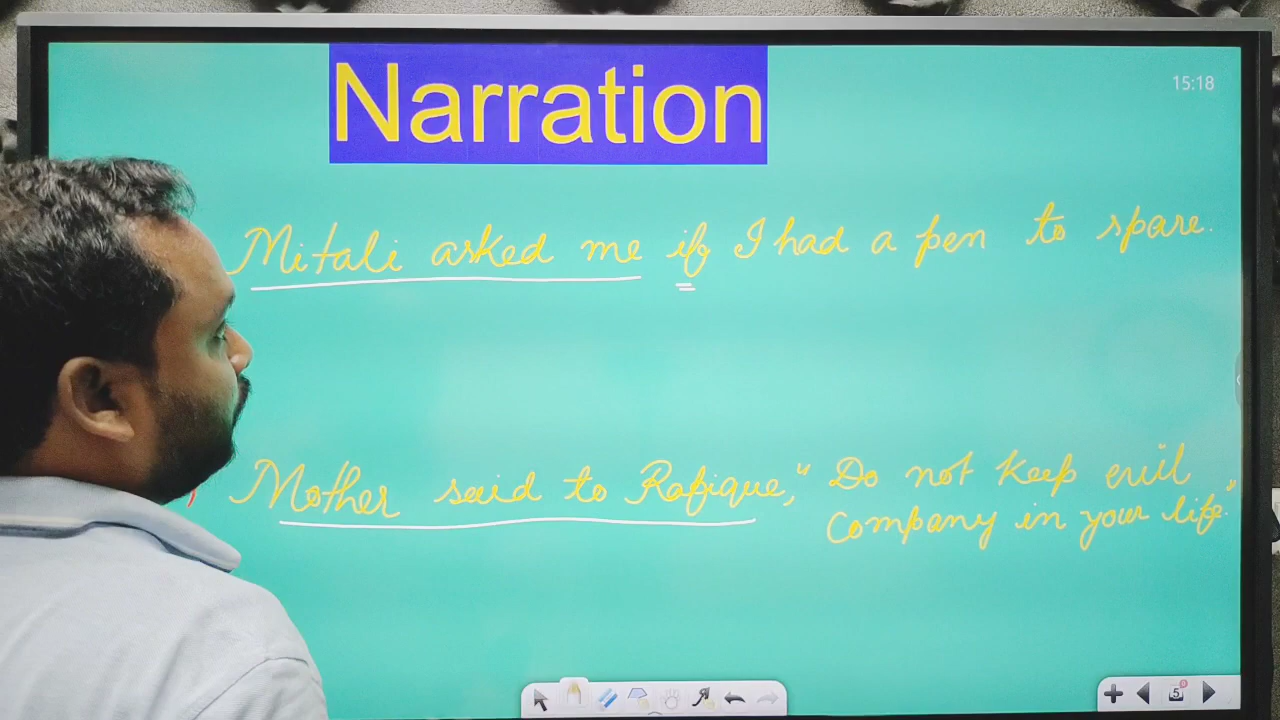 Narration
15:18
Mitali asked me if I had a pen to spare.
Mother said to Rafique, "Do not keep evil
company in your life."
5